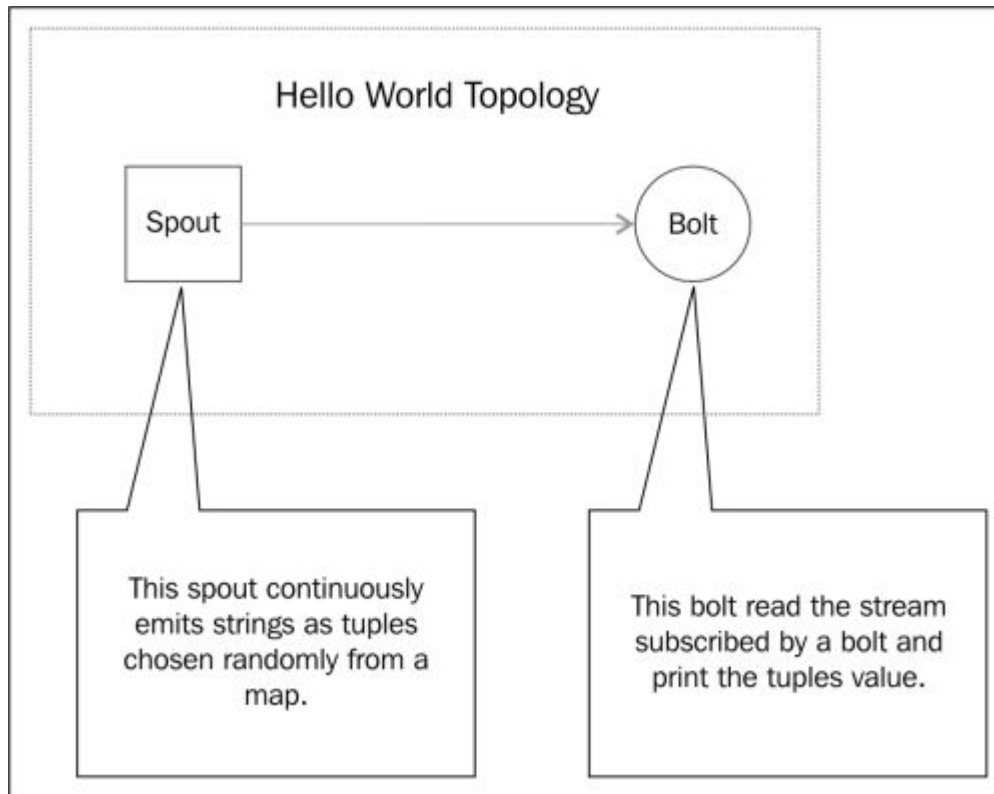 Hello World Topology
Spout
Bolt
This spout continuously
emits strings as tuples
chosen randomly from a
map.
This bolt read the stream
subscribed by a bolt and
print the tuples value.